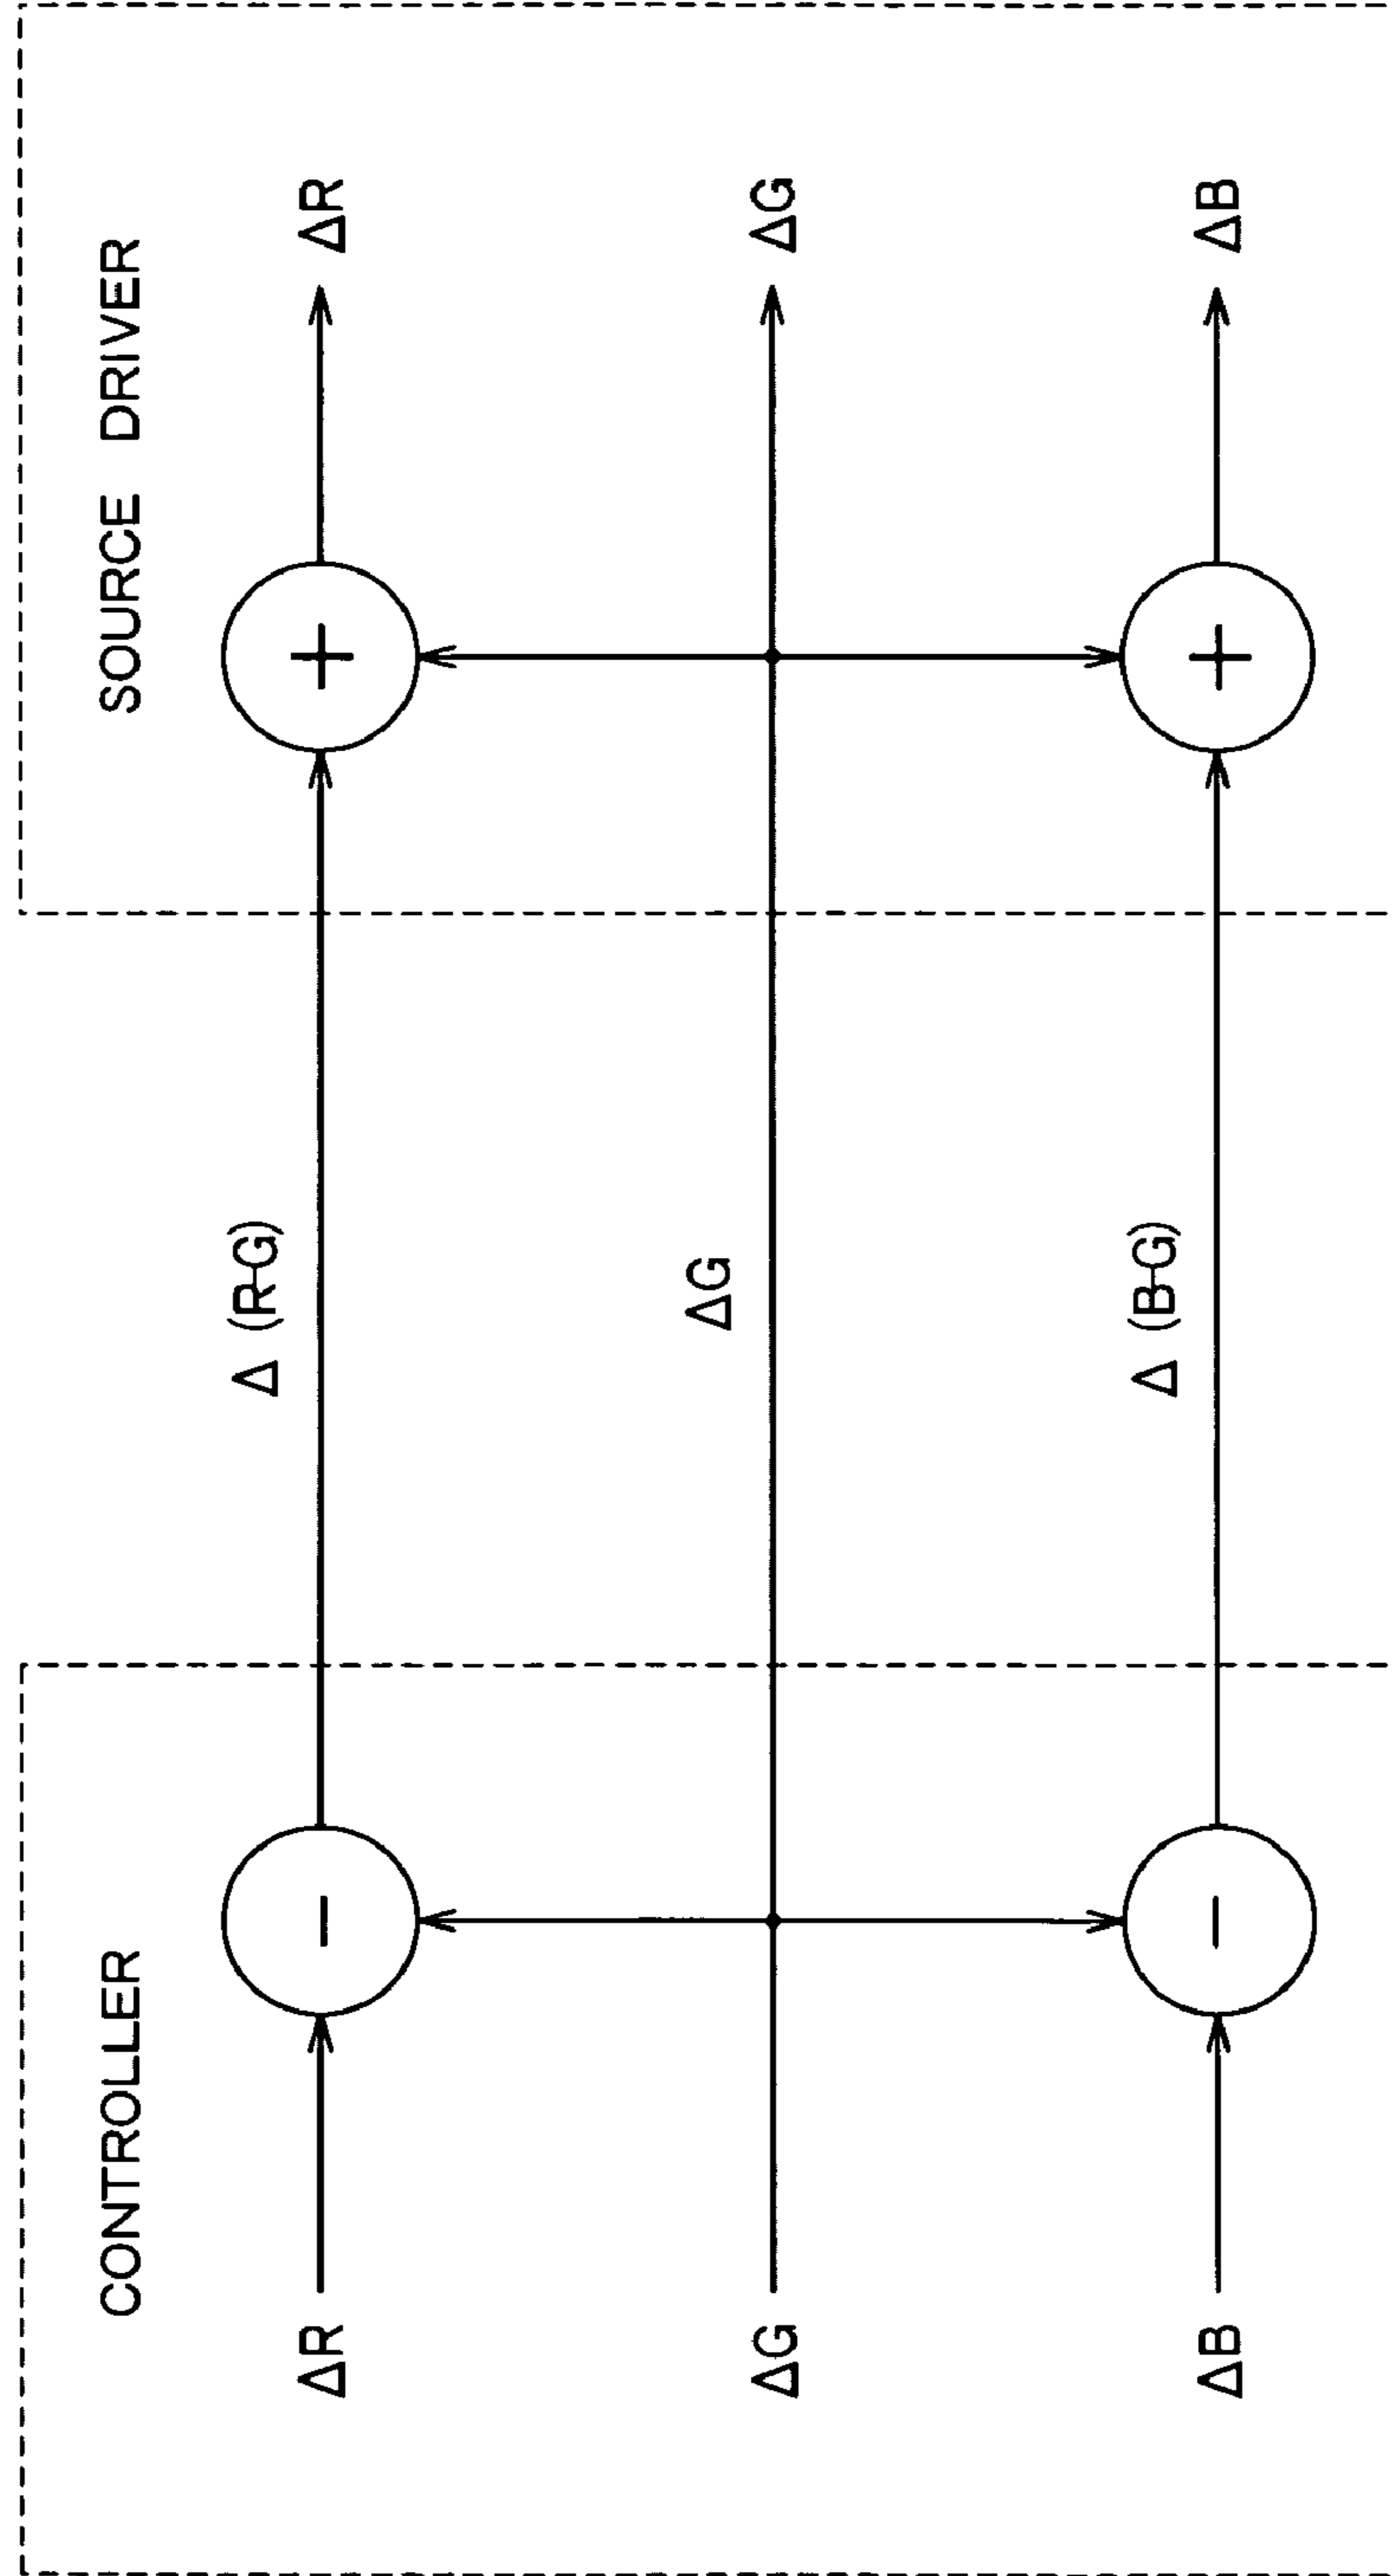 CONTROLLER
SOURCE DRIVER
ΔR
−
Δ (R-G)
+
ΔR
ΔG
ΔG
ΔG
ΔB
−
Δ (B-G)
+
ΔB